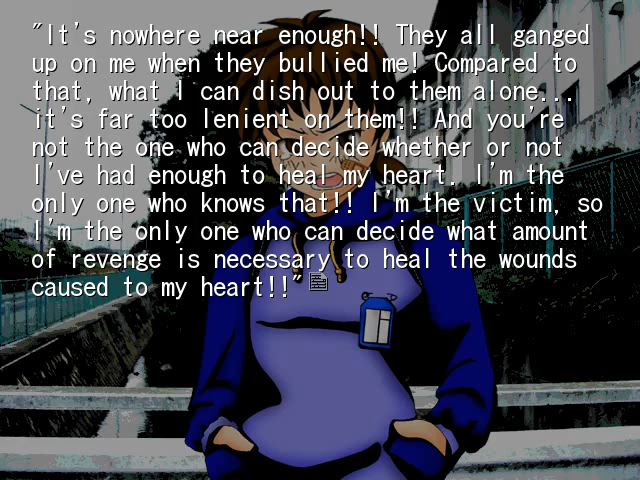 "It's nowhere near enough!! They all ganged
up on me when they bullied me! Compared to
that, what I can dish out to them alone...
it's far too lenient on them!! And you're
not the one who can decide whether or not
I've had enough to heal my heart. I'm the
only one who knows that!! I'm the victim, so
I'm the only one who can decide what amount
of revenge is necessary to heal the wounds
caused to my heart!!"